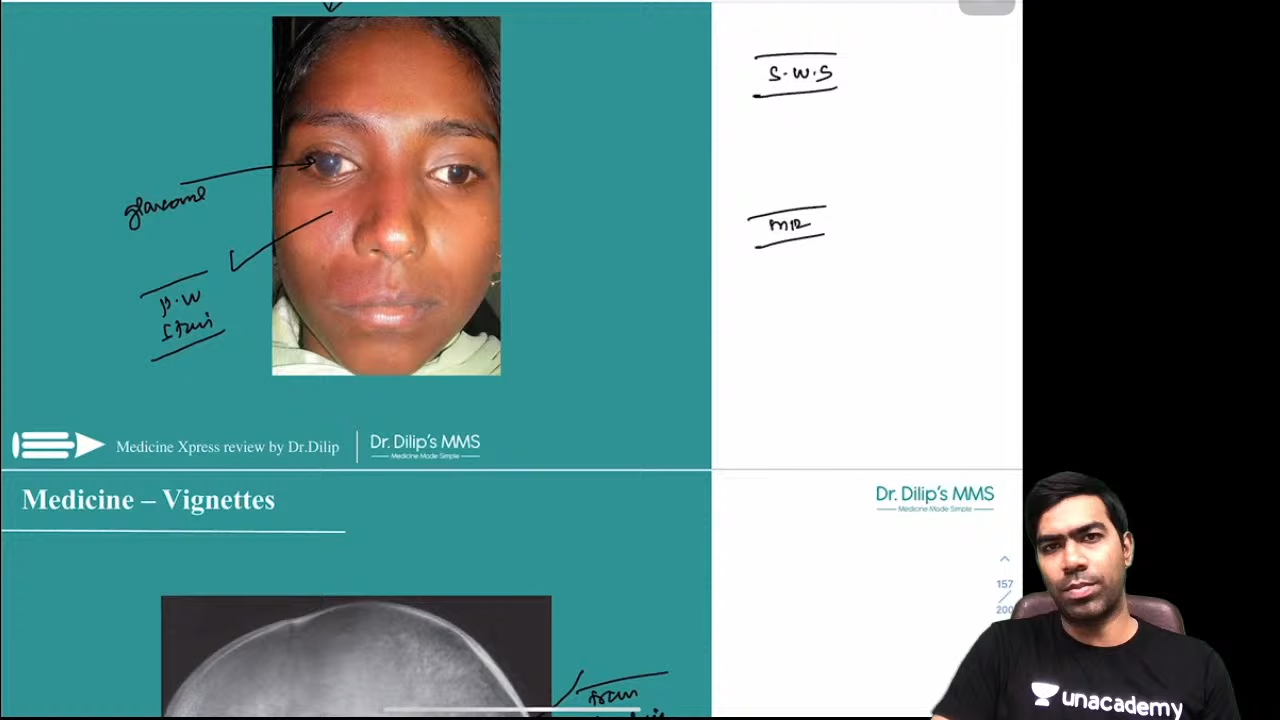 S.W.S
glaucoma
MR
P.W
Stain
Medicine Xpress review by Dr.Dilip
Dr. Dilip's MMS
Medicine Made Simple
Medicine – Vignettes
Dr. Dilip's MMS
Medicine Made Simple
157
200
unacademy